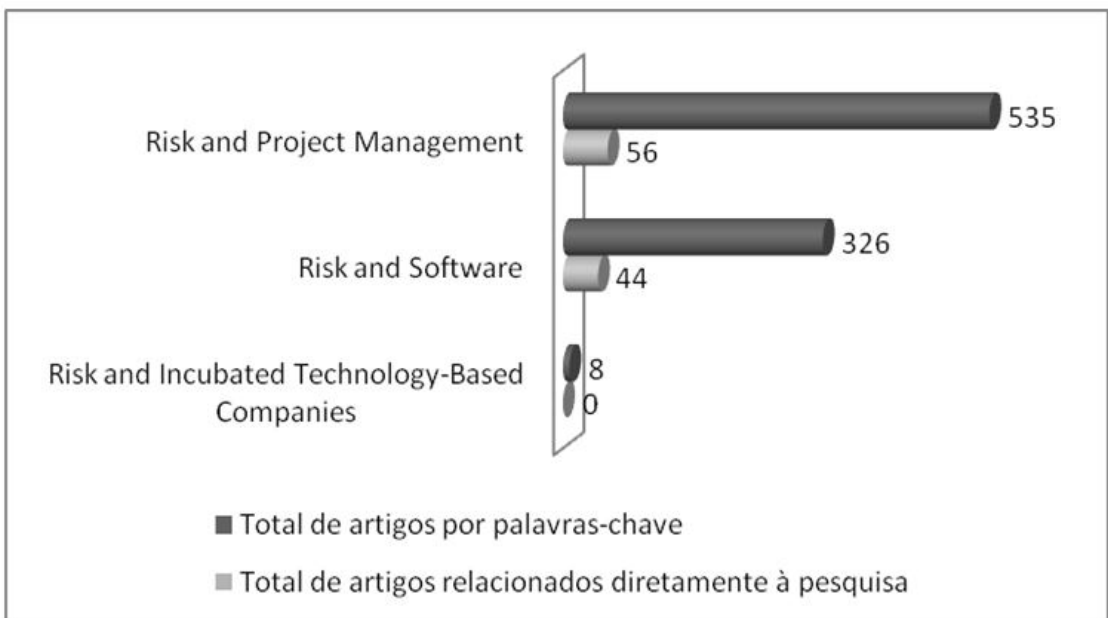 Risk and Project Management
535
56
Risk and Software
326
44
Risk and Incubated Technology-Based
Companies
8
0
Total de artigos por palavras-chave
Total de artigos relacionados diretamente à pesquisa